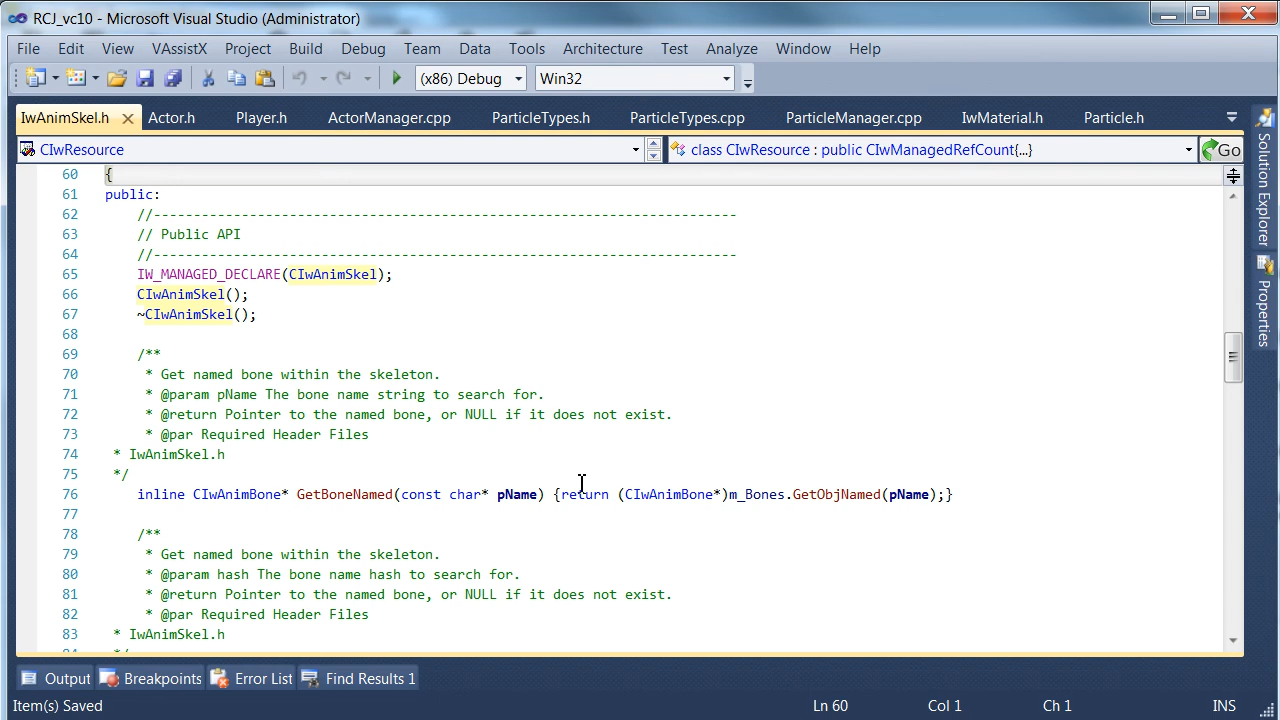 RCJ_vc10 - Microsoft Visual Studio (Administrator)
File Edit View VAssistX Project Build Debug Team Data Tools Architecture Test Analyze Window Help
(x86) Debug Win32
IwAnimSkel.h Actor.h Player.h ActorManager.cpp ParticleTypes.h ParticleTypes.cpp ParticleManager.cpp IwMaterial.h Particle.h
CIwResource class CIwResource : public CIwManagedRefCount{...} Go
60 {
61 public:
62 //-------------------------------------------------------------------------
63 // Public API
64 //-------------------------------------------------------------------------
65 IW_MANAGED_DECLARE(CIwAnimSkel);
66 CIwAnimSkel();
67 ~CIwAnimSkel();
68
69 /**
70 * Get named bone within the skeleton.
71 * @param pName The bone name string to search for.
72 * @return Pointer to the named bone, or NULL if it does not exist.
73 * @par Required Header Files
74 * IwAnimSkel.h
75 */
76 inline CIwAnimBone* GetBoneNamed(const char* pName) {return (CIwAnimBone*)m_Bones.GetObjNamed(pName);}
77
78 /**
79 * Get named bone within the skeleton.
80 * @param hash The bone name hash to search for.
81 * @return Pointer to the named bone, or NULL if it does not exist.
82 * @par Required Header Files
83 * IwAnimSkel.h
Solution Explorer
Properties
Output Breakpoints Error List Find Results 1
Item(s) Saved Ln 60 Col 1 Ch 1 INS